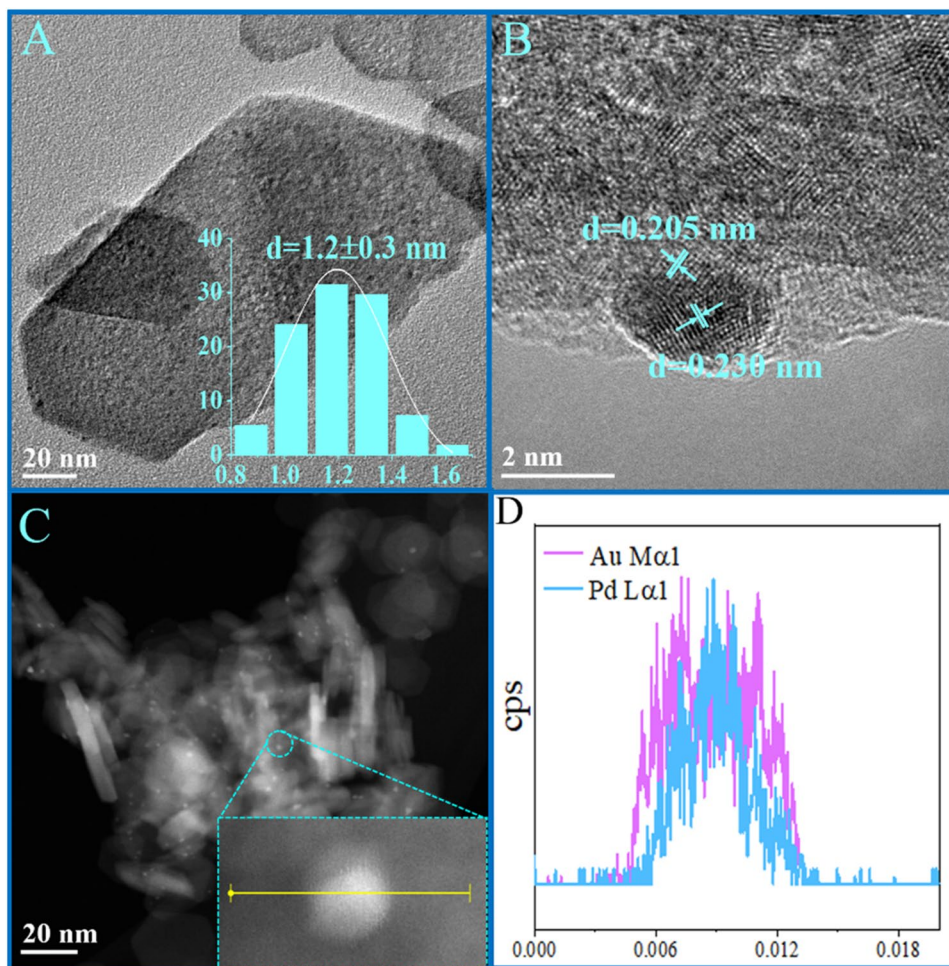 A
d=1.2±0.3 nm
40
30
20
10
0
0.8 1.0 1.2 1.4 1.6
20 nm
B
d=0.205 nm
d=0.230 nm
2 nm
C
20 nm
D
Au Mα1
Pd Lα1
cps
0.000 0.006 0.012 0.018